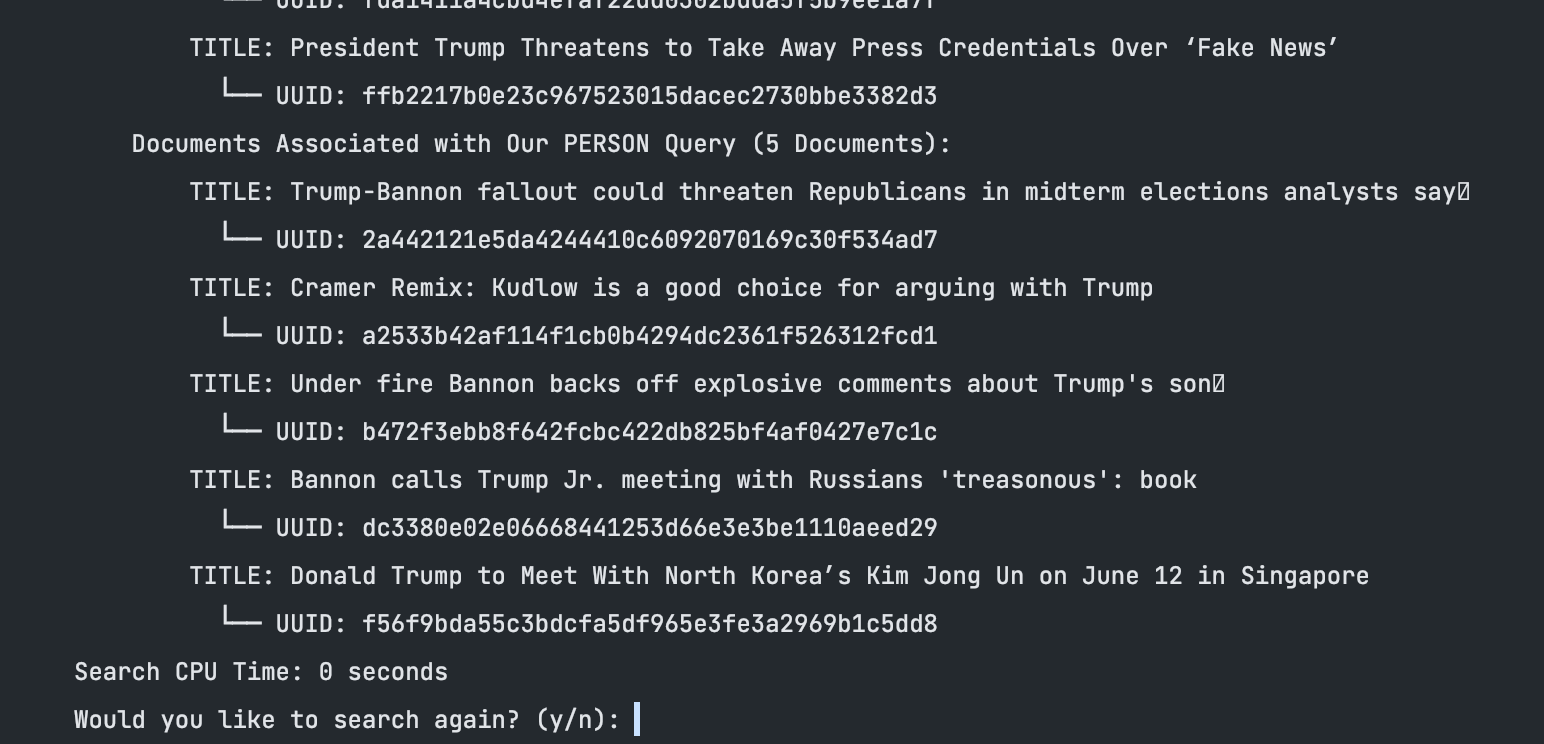 UUID:
TITLE: President Trump Threatens to Take Away Press Credentials Over ‘Fake News’
└── UUID: ffb2217b0e23c967523015dacec2730bbe3382d3
Documents Associated with Our PERSON Query (5 Documents):
TITLE: Trump-Bannon fallout could threaten Republicans in midterm elections analysts say
└── UUID: 2a442121e5da4244410c6092070169c30f534ad7
TITLE: Cramer Remix: Kudlow is a good choice for arguing with Trump
└── UUID: a2533b42af114f1cb0b4294dc2361f526312fcd1
TITLE: Under fire Bannon backs off explosive comments about Trump's son
└── UUID: b472f3ebb8f642fcbc422db825bf4af0427e7c1c
TITLE: Bannon calls Trump Jr. meeting with Russians 'treasonous': book
└── UUID: dc3380e02e06668441253d66e3e3be1110aeed29
TITLE: Donald Trump to Meet With North Korea’s Kim Jong Un on June 12 in Singapore
└── UUID: f56f9bda55c3bdcfa5df965e3fe3a2969b1c5dd8
Search CPU Time: 0 seconds
Would you like to search again? (y/n):